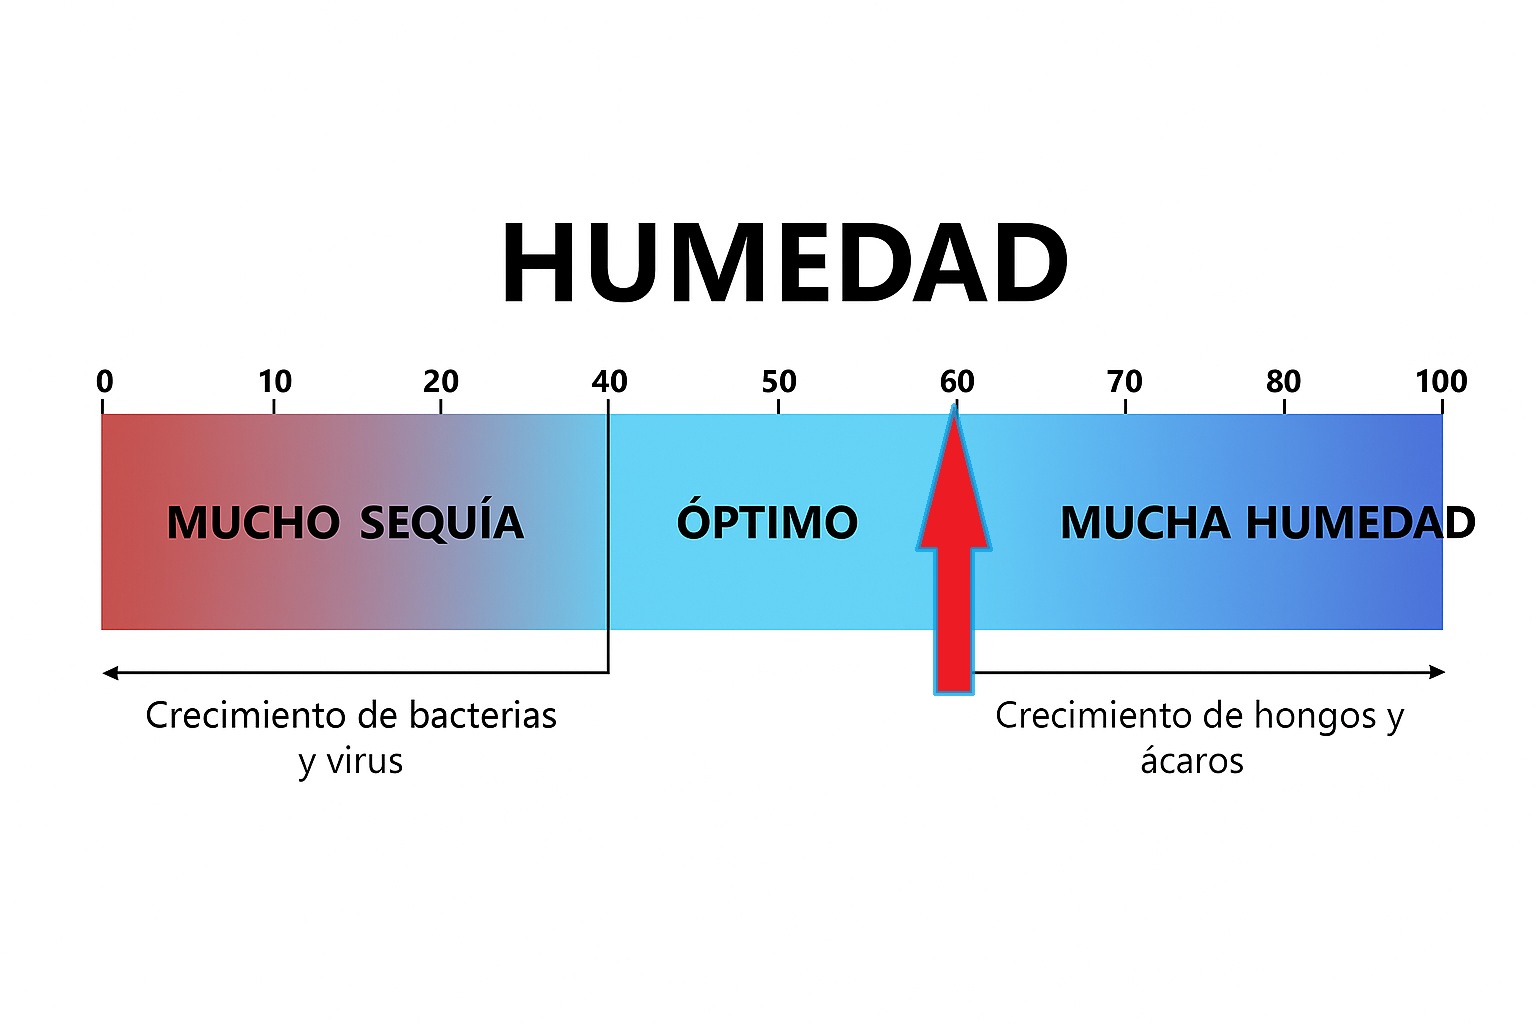 HUMEDAD
0 10 20 40 50 60 70 80 100
MUCHO SEQUÍA ÓPTIMO MUCHA HUMEDAD
Crecimiento de bacterias
y virus
Crecimiento de hongos y
ácaros